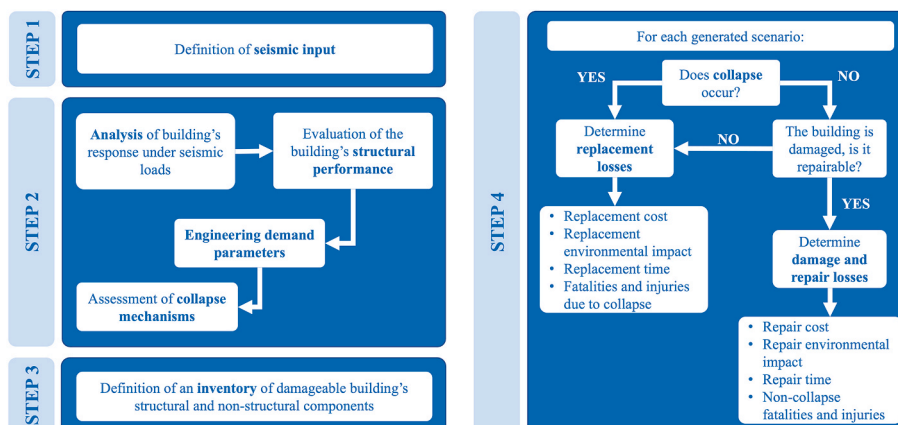 STEP 1
Definition of seismic input
STEP 2
Analysis of building's
response under seismic
loads
Evaluation of the
building's structural
performance
Engineering demand
parameters
Assessment of collapse
mechanisms
STEP 3
Definition of an inventory of damageable building's
structural and non-structural components
STEP 4
For each generated scenario:
Does collapse
occur?
YES
NO
Determine
replacement
losses
NO
The building is
damaged, is it
repairable?
• Replacement cost
• Replacement
environmental impact
• Replacement time
• Fatalities and injuries
due to collapse
YES
Determine
damage and
repair losses
• Repair cost
• Repair environmental
impact
• Repair time
• Non-collapse
fatalities and injuries